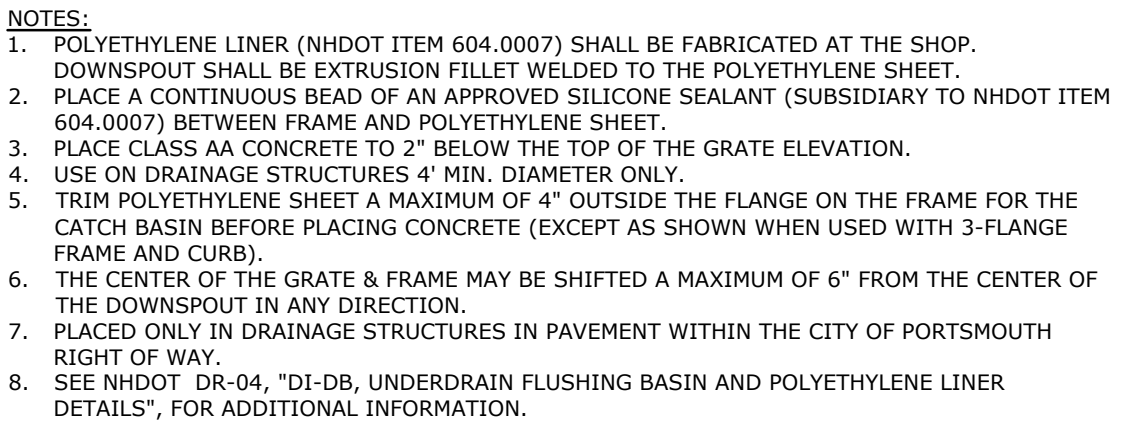 NOTES:
1. POLYETHYLENE LINER (NHDOT ITEM 604.0007) SHALL BE FABRICATED AT THE SHOP.
DOWNSPOUT SHALL BE EXTRUSION FILLET WELDED TO THE POLYETHYLENE SHEET.
2. PLACE A CONTINUOUS BEAD OF AN APPROVED SILICONE SEALANT (SUBSIDIARY TO NHDOT ITEM
604.0007) BETWEEN FRAME AND POLYETHYLENE SHEET.
3. PLACE CLASS AA CONCRETE TO 2" BELOW THE TOP OF THE GRATE ELEVATION.
4. USE ON DRAINAGE STRUCTURES 4' MIN. DIAMETER ONLY.
5. TRIM POLYETHYLENE SHEET A MAXIMUM OF 4" OUTSIDE THE FLANGE ON THE FRAME FOR THE
CATCH BASIN BEFORE PLACING CONCRETE (EXCEPT AS SHOWN WHEN USED WITH 3-FLANGE
FRAME AND CURB).
6. THE CENTER OF THE GRATE & FRAME MAY BE SHIFTED A MAXIMUM OF 6" FROM THE CENTER OF
THE DOWNSPOUT IN ANY DIRECTION.
7. PLACED ONLY IN DRAINAGE STRUCTURES IN PAVEMENT WITHIN THE CITY OF PORTSMOUTH
RIGHT OF WAY.
8. SEE NHDOT DR-04, "DI-DB, UNDERDRAIN FLUSHING BASIN AND POLYETHYLENE LINER
DETAILS", FOR ADDITIONAL INFORMATION.